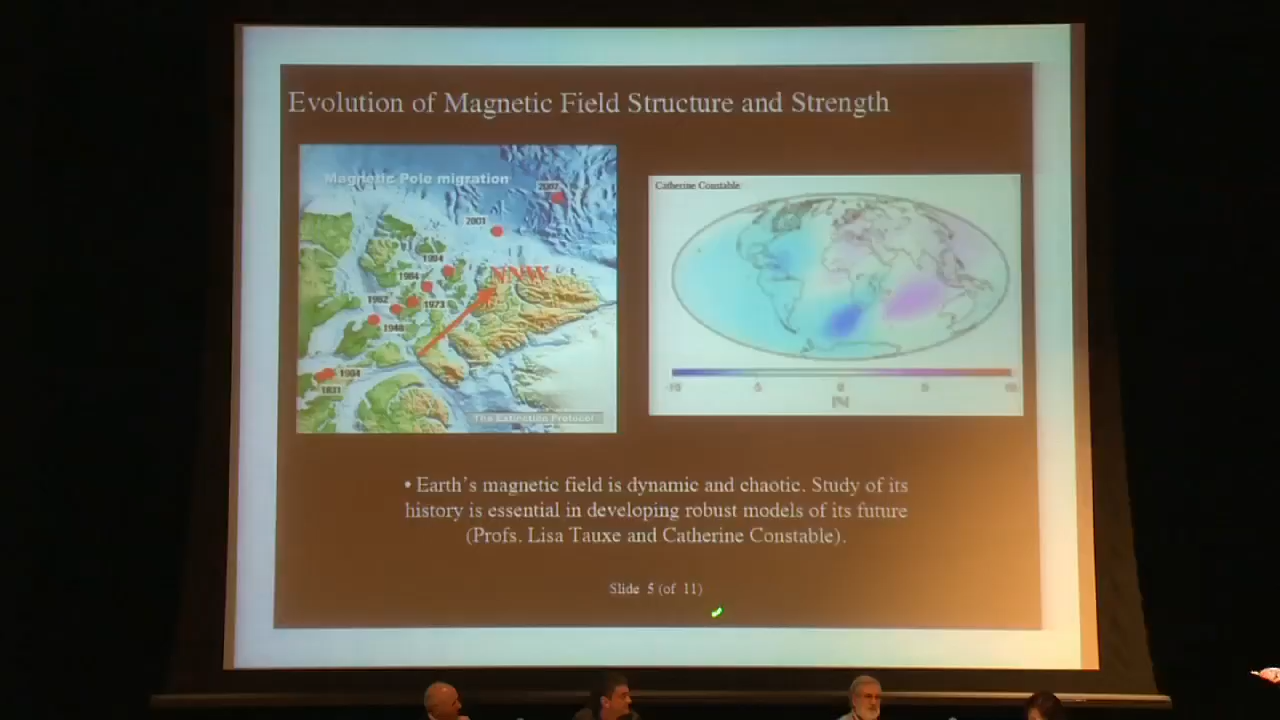 Evolution of Magnetic Field Structure and Strength
Magnetic Pole migration
2007
2001
1994
NNW
1984
1973
1962
1948
1904
1831
The Extinction Protocol
Catherine Constable
-10
10
• Earth's magnetic field is dynamic and chaotic. Study of its
history is essential in developing robust models of its future
(Profs. Lisa Tauxe and Catherine Constable).
Slide 5 (of 11)